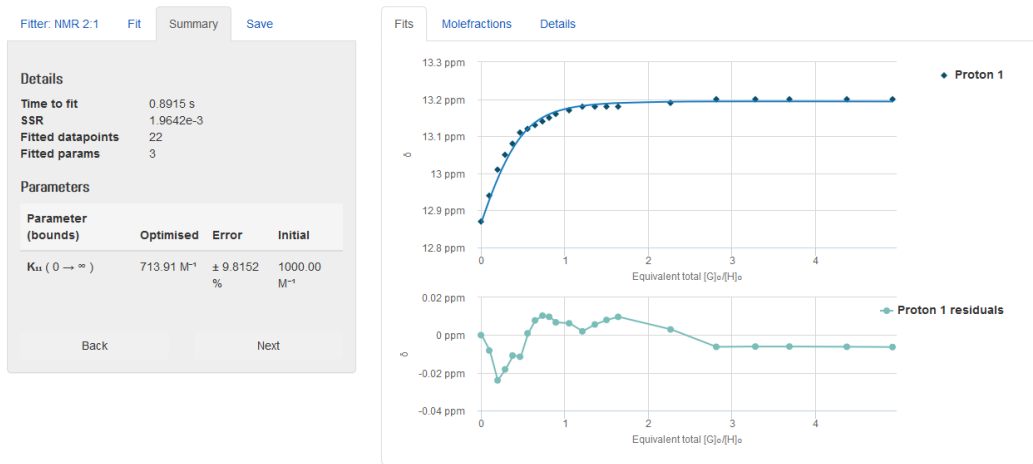 Fitter: NMR 2:1 Fit Summary Save
Details
Time to fit 0.8915 s
SSR 1.9642e-3
Fitted datapoints 22
Fitted params 3
Parameters
Parameter
(bounds) Optimised Error Initial
K₁₁ ( 0 → ∞ ) 713.91 M⁻¹ ± 9.8152 1000.00
% M⁻¹
Back Next
Fits Molefractions Details
13.3 ppm
13.2 ppm
13.1 ppm
13 ppm
12.9 ppm
12.8 ppm
δ
0 1 2 3 4
Equivalent total [G]₀/[H]₀
Proton 1
0.02 ppm
0 ppm
-0.02 ppm
-0.04 ppm
δ
0 1 2 3 4
Equivalent total [G]₀/[H]₀
Proton 1 residuals